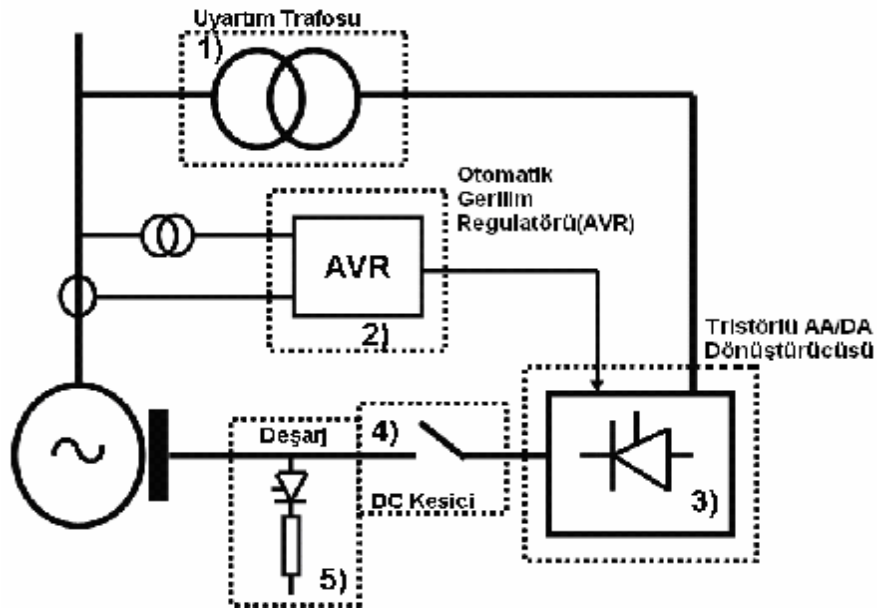 Uyartım Trafosu
1)
Otomatik
Gerilim
Regulatörü(AVR)
AVR
2)
Tristörlü AA/DA
Dönüştürücüsü
3)
Deşarj
4)
DC Kesici
5)